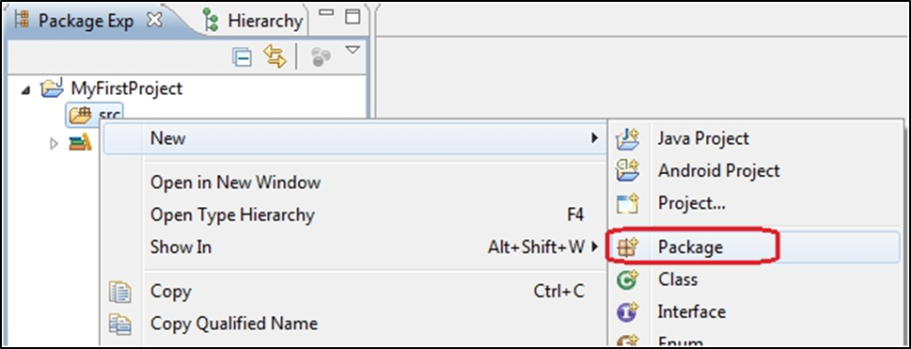 Package Exp
Hierarchy
MyFirstProject
src
New
Open in New Window
Open Type Hierarchy F4
Show In Alt+Shift+W
Copy Ctrl+C
Copy Qualified Name
Java Project
Android Project
Project...
Package
Class
Interface
Enum